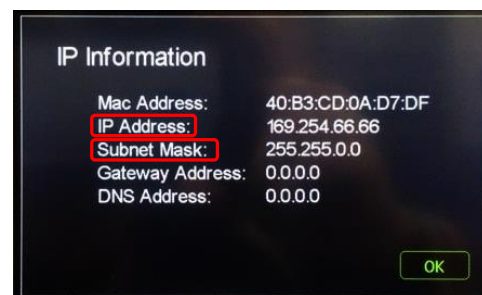 IP Information
Mac Address: 40:B3:CD:0A:D7:DF
IP Address: 169.254.66.66
Subnet Mask: 255.255.0.0
Gateway Address: 0.0.0.0
DNS Address: 0.0.0.0
OK